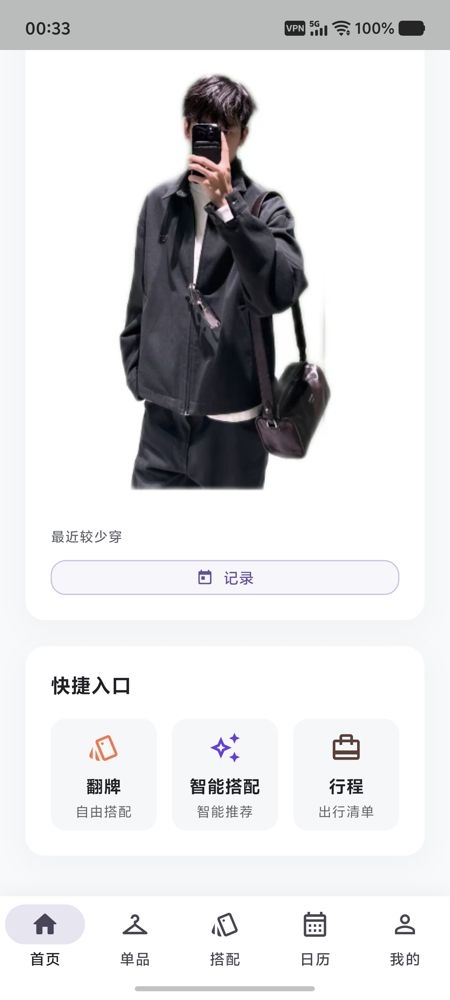 00:33
VPN 5G 100%
最近较少穿
记录
快捷入口
翻牌
自由搭配
智能搭配
智能推荐
行程
出行清单
首页
单品
搭配
日历
我的